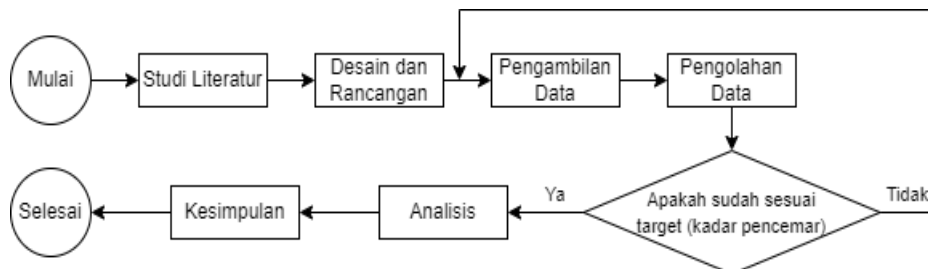 Mulai
Studi Literatur
Desain dan
Rancangan
Pengambilan
Data
Pengolahan
Data
Apakah sudah sesuai
target (kadar pencemar)
Tidak
Ya
Analisis
Kesimpulan
Selesai